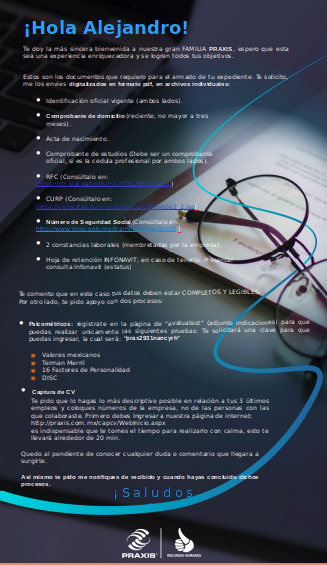 ¡Hola Alejandro!
Te doy la más sincera bienvenida a nuestra gran FAMILIA PRAXIS, espero que esta
sea una experiencia enriquecedora y se logren todos tus objetivos.
Estos son los documentos que requiero para el armado de tu expediente. Te solicito,
me los envíes digitalizados en formato pdf, en archivos individuales:
• Identificación oficial vigente (ambos lados).
• Comprobante de domicilio (reciente, no mayor a tres
meses).
• Acta de nacimiento.
• Comprobante de estudios (Debe ser un comprobante
oficial, si es la cedula profesional por ambos lados).
• RFC (Consúltalo en:
• CURP (Consúltalo en:
• Número de Seguridad Social (Consúltalo en:
• 2 constancias laborales (membretadas por la empresa).
• Hoja de retención INFONAVIT, en caso de tenerla. Presentar
consulta Infonavit (estatus)
Te comento que en este caso tus datos deben estar COMPLETOS Y LEGIBLES.
Por otro lado, te pido apoyo con dos procesos:
• Psicométricos: regístrate en la página de "eValuatest" (adjunto indicaciones) para que
puedas realizar unicamente las siguientes pruebas: Te solicitará una clave para que
puedas ingresar, la cual será: "prax2931nancyrh"
Valores mexicanos
Terman Merril
16 Factores de Personalidad
DISC
• Captura de CV
Te pido que lo hagas lo más descriptivo posible en relación a tus 3 últimos
empleos y coloques números de la empresa, no de las personas con las
que colaboraste. Primero debes ingresar a nuestra página de internet:
http://praxis.com.mx/capcv/WebInicio.aspx
es indispensable que te tomes el tiempo para realizarlo con calma, esto te
llevará alrededor de 20 min.
Quedo al pendiente de conocer cualquier duda o comentario que llegara a
surgirte.
Así mismo te pido me notifiques de recibido y cuando hayas concluido dichos
procesos.
¡Saludos
PRAXIS
RECURSOS HUMANOS